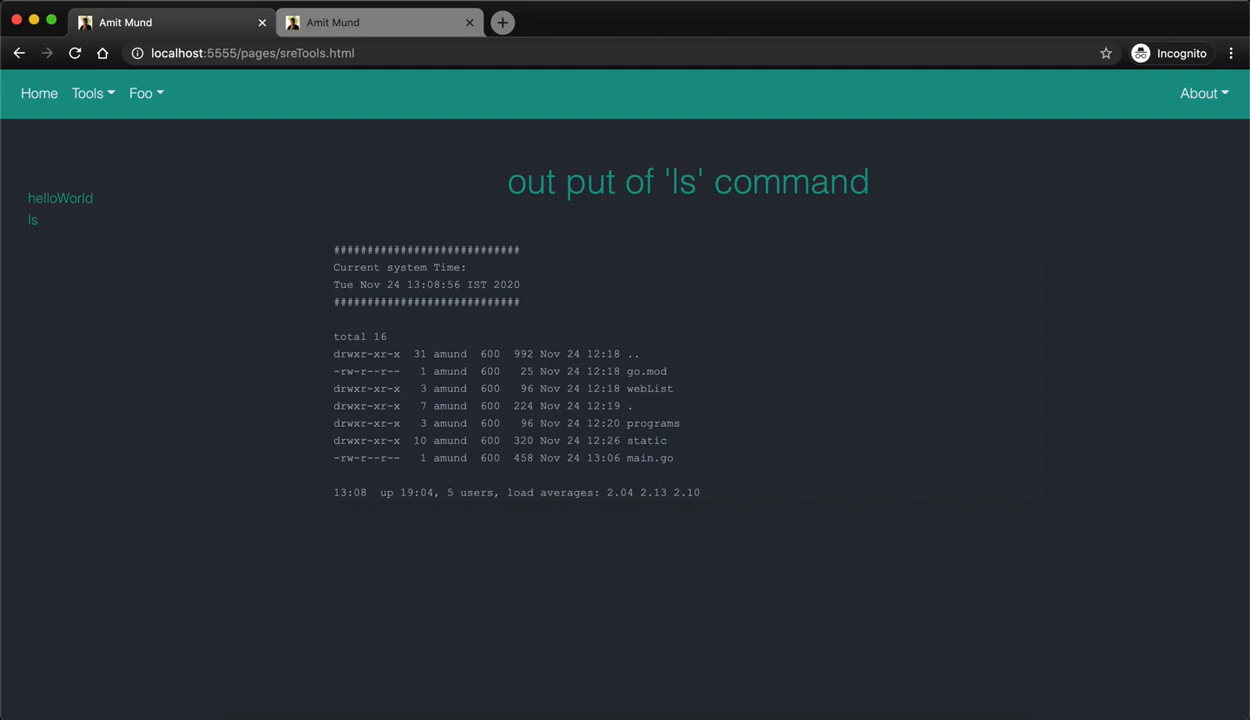 Amit Mund
Amit Mund
localhost:5555/pages/sreTools.html
Incognito
Home Tools Foo About
out put of 'ls' command
helloWorld
ls
############################
Current system Time:
Tue Nov 24 13:08:56 IST 2020
############################
total 16
drwxr-xr-x  31 amund  600  992 Nov 24 12:18 ..
-rw-r--r--   1 amund  600   25 Nov 24 12:18 go.mod
drwxr-xr-x   3 amund  600   96 Nov 24 12:18 webList
drwxr-xr-x   7 amund  600  224 Nov 24 12:19 .
drwxr-xr-x   3 amund  600   96 Nov 24 12:20 programs
drwxr-xr-x  10 amund  600  320 Nov 24 12:26 static
-rw-r--r--   1 amund  600  458 Nov 24 13:06 main.go
13:08  up 19:04, 5 users, load averages: 2.04 2.13 2.10